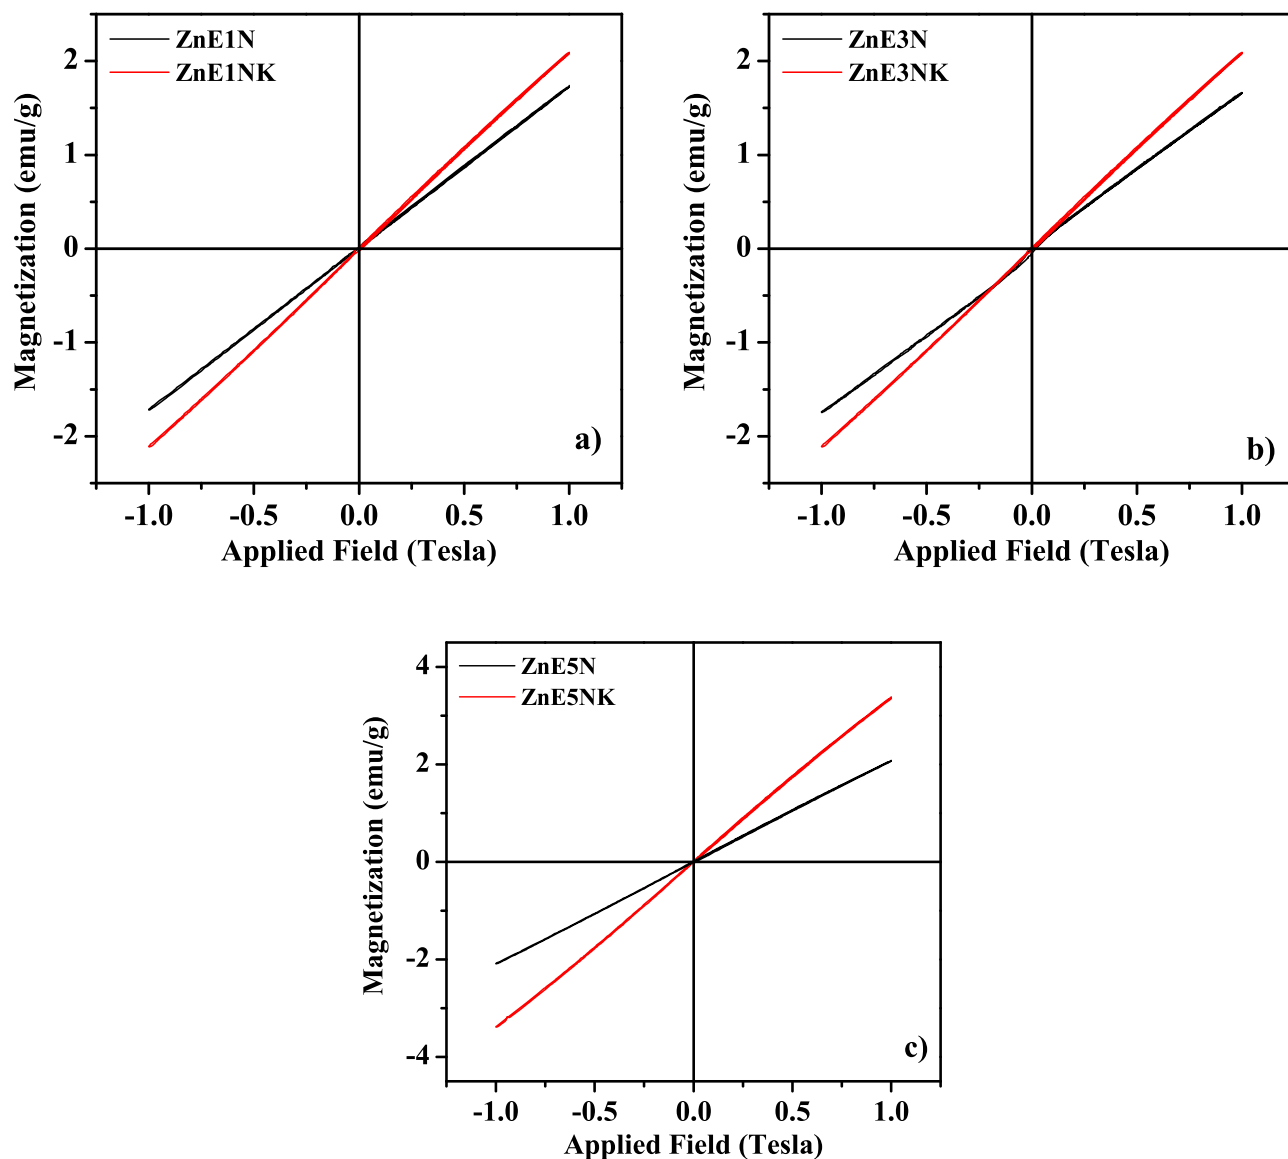 ZnE1N
ZnE1NK
Magnetization (emu/g)
2
1
0
-1
-2
a)
-1.0 -0.5 0.0 0.5 1.0
Applied Field (Tesla)
ZnE3N
ZnE3NK
Magnetization (emu/g)
2
1
0
-1
-2
b)
-1.0 -0.5 0.0 0.5 1.0
Applied Field (Tesla)
ZnE5N
ZnE5NK
Magnetization (emu/g)
4
2
0
-2
-4
c)
-1.0 -0.5 0.0 0.5 1.0
Applied Field (Tesla)